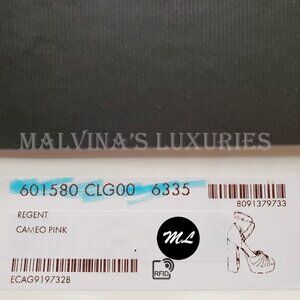 MALVINA'S LUXURIES
601580 CLG00 6335
8091379733
REGENT
CAMEO PINK
ML
ECAG919732B
RFID